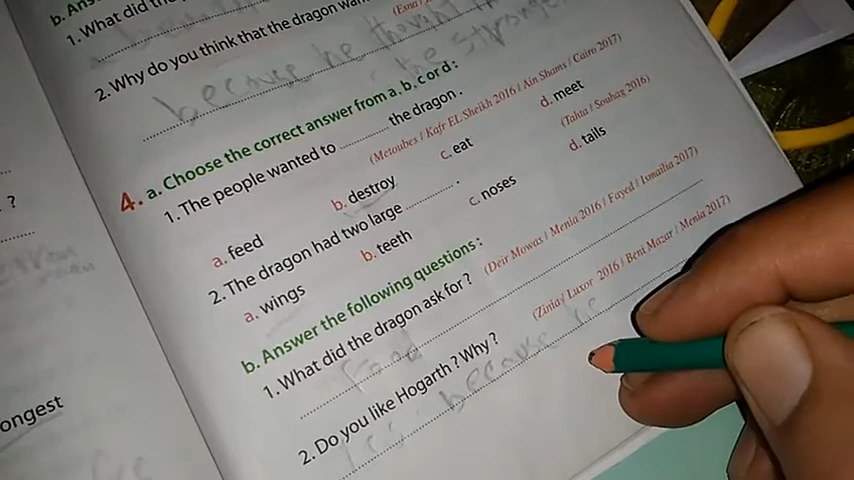 b. Ans
1. What did th
2. Why do you think that the dragon wan
(Esna /
because he thought
the stronges
4. a. Choose the correct answer from a, b, c or d :
1. The people wanted to .......... the dragon.
(Metoubes / Kafr EL-Sheikh 2016 / Ain Shams / Cairo 2017)
a. feed b. destroy c. eat d. meet
2. The dragon had two large .......... .
(Tahta / Souhag 2016)
a. wings b. teeth c. noses d. tails
b. Answer the following questions :
1. What did the dragon ask for?
(Deir Mowas / Menia 2016 / Fayed / Ismailia 2017)
Food
2. Do you like Hogarth ? Why?
(Zinia / Luxor 2016 / Beni Mazar / Menia 2017)
because he
?
ongest